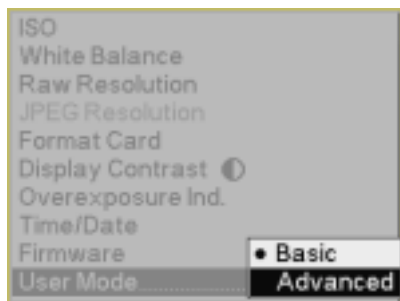 ISO
White Balance
Raw Resolution
JPEG Resolution
Format Card
Display Contrast
Overexposure Ind.
Time/Date
Firmware • Basic
User Mode................ Advanced